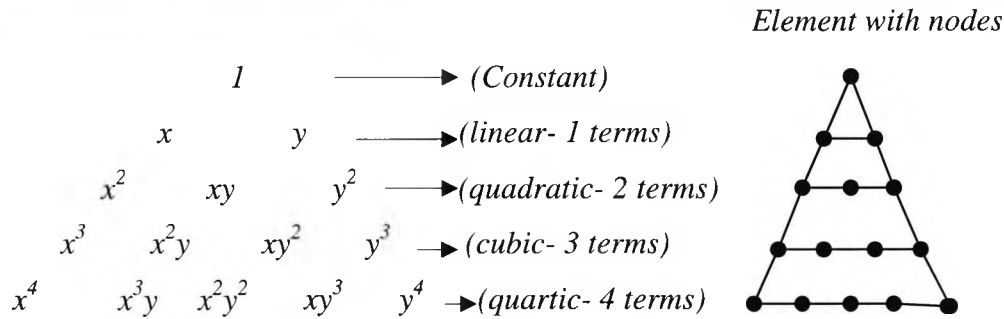 Element with nodes
1 (Constant)
x y (linear- 1 terms)
x² xy y² (quadratic- 2 terms)
x³ x²y xy² y³ (cubic- 3 terms)
x⁴ x³y x²y² xy³ y⁴ (quartic- 4 terms)